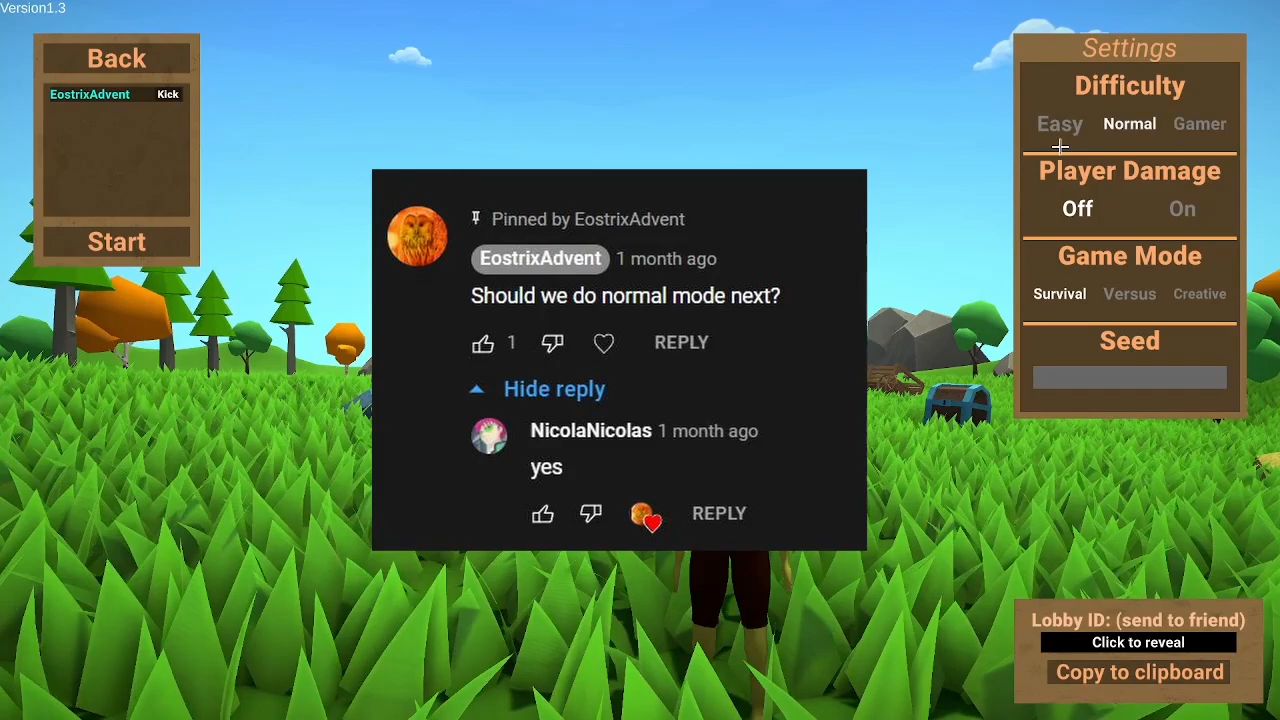 Version1.3
Back
EostrixAdvent Kick
Start
Pinned by EostrixAdvent
EostrixAdvent 1 month ago
Should we do normal mode next?
1 REPLY
Hide reply
NicolaNicolas 1 month ago
yes
REPLY
Settings
Difficulty
Easy Normal Gamer
Player Damage
Off On
Game Mode
Survival Versus Creative
Seed
Lobby ID: (send to friend)
Click to reveal
Copy to clipboard